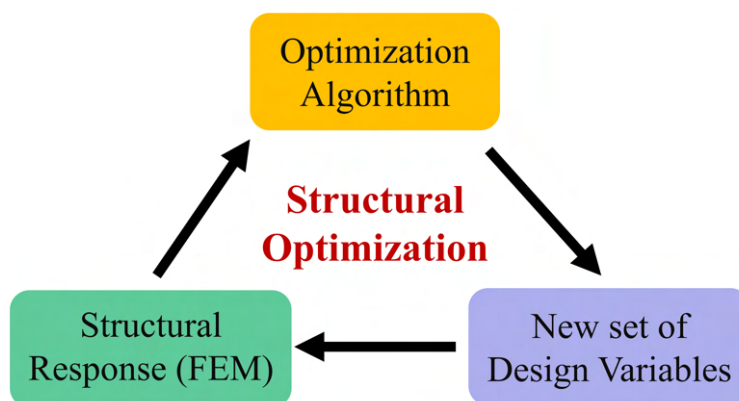 Optimization
Algorithm
Structural
Optimization
Structural
Response (FEM)
New set of
Design Variables